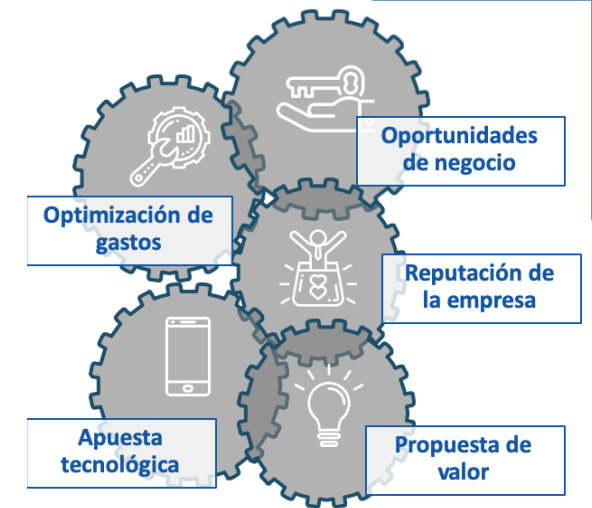 Oportunidades
de negocio
Optimización de
gastos
Reputación de
la empresa
Apuesta
tecnológica
Propuesta de
valor